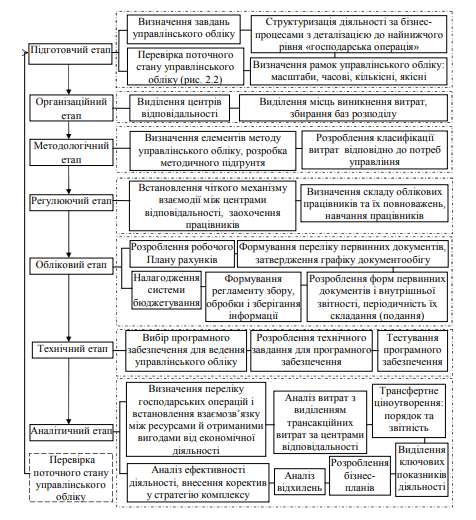 Підготовчий етап
Визначення завдань
управлінського обліку
Структуризація діяльності за бізнес-
процесами з деталізацією до найнижчого
рівня «господарська операція»
Перевірка поточного
стану управлінського
обліку (рис. 2.2)
Визначення рамок управлінського обліку:
масштаби, часові, кількісні, якісні
Організаційний
етап
Виділення центрів
відповідальності
Виділення місць виникнення витрат,
збирання баз розподілу
Методологічний
етап
Визначення елементів методу
управлінського обліку, розробка
методичного підґрунтя
Розроблення класифікації
витрат відповідно до потреб
управління
Регулюючий етап
Встановлення чіткого механізму
взаємодії між центрами
відповідальності, заохочення
працівників
Визначення складу облікових
працівників та їх повноважень,
навчання працівників
Обліковий етап
Розроблення робочого
Плану рахунків
Формування переліку первинних документів,
затвердження графіку документообігу
Налагодження
системи
бюджетування
Формування
регламенту збору,
обробки і зберігання
інформації
Розроблення форм первинних
документів і внутрішньої
звітності, періодичність їх
складання (подання)
Технічний етап
Вибір програмного
забезпечення для ведення
управлінського обліку
Розроблення технічного
завдання для програмного
забезпечення
Тестування
програмного
забезпечення
Аналітичний етап
Визначення переліку
господарських операцій і
встановлення взаємозв’язку
між ресурсами й отриманими
вигодами від економічної
діяльності
Аналіз витрат з
виділенням
трансакційних
витрат за центрами
відповідальності
Трансфертне
ціноутворення:
порядок та
звітність
Аналіз ефективності
діяльності, внесення коректив
у стратегію комплексу
Аналіз
відхилень
Розроблення
бізнес-
планів
Виділення
ключових
показників
діяльності
Перевірка
поточного стану
управлінського
обліку